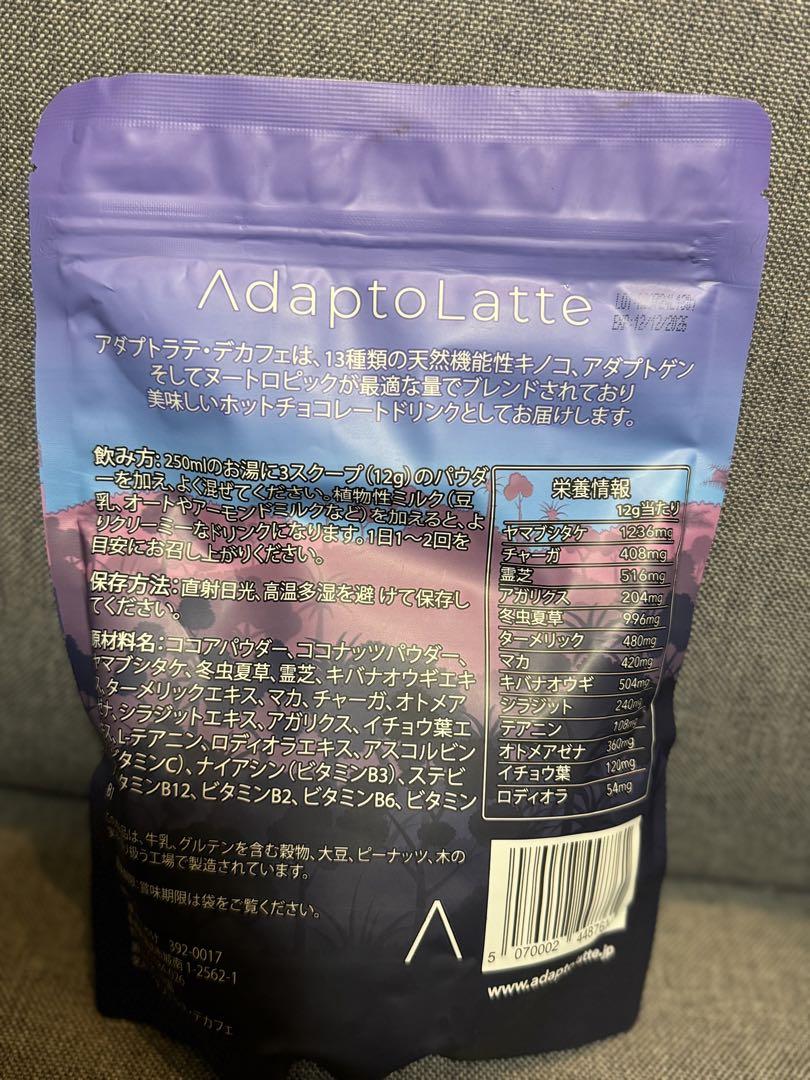 AdaptoLatte
EXP:12/12/2026
アダプトラテ・デカフェは、13種類の天然機能性キノコ、アダプトゲン
そしてヌートロピックが最適な量でブレンドされており
美味しいホットチョコレートドリンクとしてお届けします。
飲み方:250mlのお湯に3スクープ(12g)のパウダ
ーを加え、よく混ぜてください。植物性ミルク(豆
乳、オートやアーモンドミルクなど)を加えると、よ
りクリーミーなドリンクになります。1日1〜2回を
目安にお召し上がりください。
保存方法:直射日光、高温多湿を避けて保存し
てください。
原材料名:ココアパウダー、ココナッツパウダー、
ヤマブシタケ、冬虫夏草、霊芝、キバナオウギエキ
、ターメリックエキス、マカ、チャーガ、オトメア
ゼナ、シラジットエキス、アガリクス、イチョウ葉エ
ス、L-テアニン、ロディオラエキス、アスコルビン
ビタミンC)、ナイアシン(ビタミンB3)、ステビ
タミンB12、ビタミンB2、ビタミンB6、ビタミン
は、牛乳、グルテンを含む穀物、大豆、ピーナッツ、木の
り扱う工場で製造されています。
賞味期限は袋をご覧ください。
392-0017
1-2562-1
・デカフェ
栄養情報
12g当たり
ヤマブシタケ 1236mg
チャーガ 408mg
霊芝 516mg
アガリクス 204mg
冬虫夏草 996mg
ターメリック 480mg
マカ 420mg
キバナオウギ 504mg
シラジット 240mg
テアニン 108mg
オトメアゼナ 360mg
イチョウ葉 120mg
ロディオラ 54mg
5 070002 44876
www.adaptolatte.jp